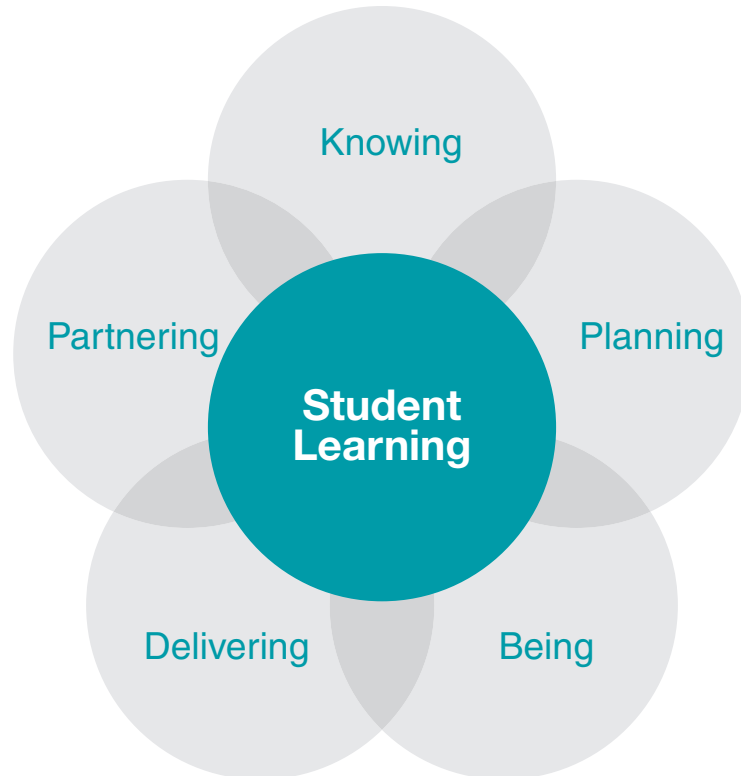 Knowing
Partnering
Planning
Student
Learning
Delivering
Being